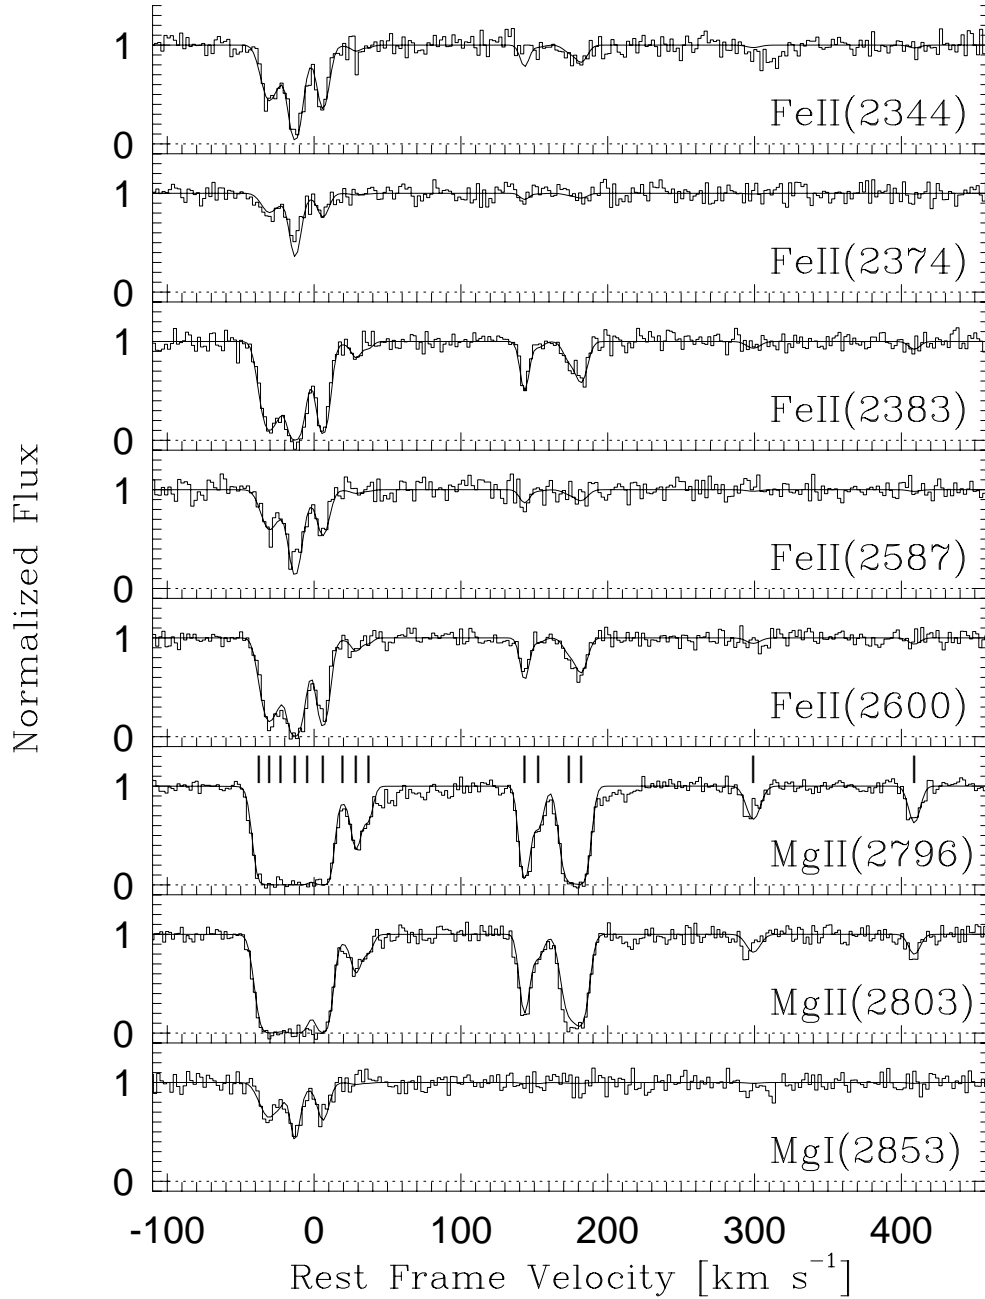 1
FeII(2344)
0
1
FeII(2374)
0
1
FeII(2383)
0
1
FeII(2587)
0
1
FeII(2600)
0
1
MgII(2796)
0
1
MgII(2803)
0
1
MgI(2853)
0
Normalized Flux
-100 0 100 200 300 400
Rest Frame Velocity [km s⁻¹]